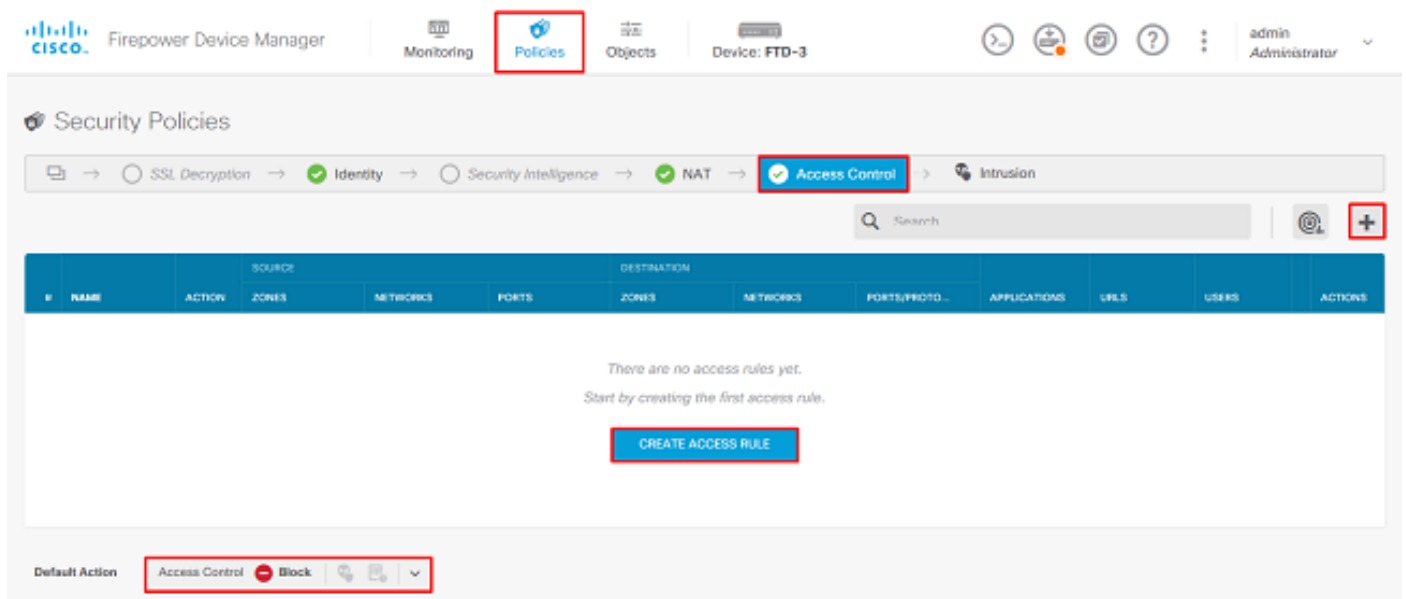 CISCO. Firepower Device Manager Monitoring Policies Objects Device: FTD-3 admin Administrator
Security Policies
SSL Decryption Identity Security Intelligence NAT Access Control Intrusion
Search
SOURCE DESTINATION
# NAME ACTION ZONES NETWORKS PORTS ZONES NETWORKS PORTS/PROTO... APPLICATIONS URLS USERS ACTIONS
There are no access rules yet.
Start by creating the first access rule.
CREATE ACCESS RULE
Default Action Access Control Block